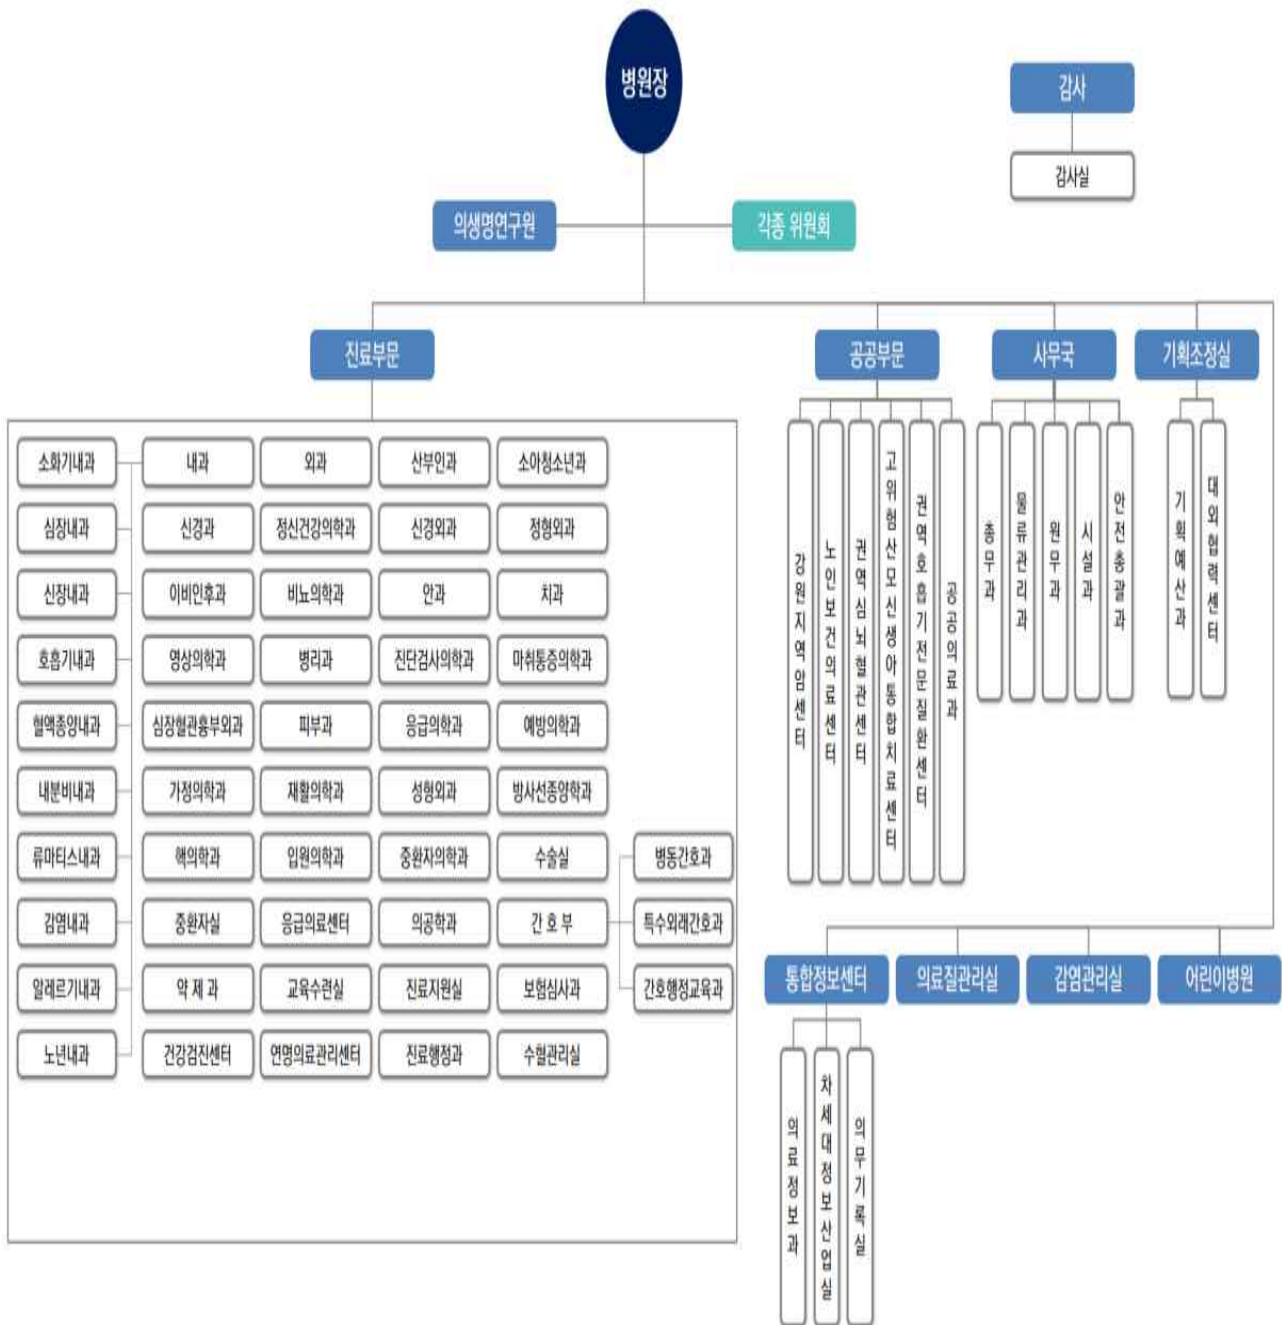 병원장
감사
감사실
의생명연구원
각종 위원회
진료부문
공공부문
사무국
기획조정실
소화기내과
내과
외과
산부인과
소아청소년과
심장내과
신경과
정신건강의학과
신경외과
정형외과
신장내과
이비인후과
비뇨의학과
안과
치과
호흡기내과
영상의학과
병리과
진단검사의학과
마취통증의학과
혈액종양내과
심장혈관흉부외과
피부과
응급의학과
예방의학과
내분비내과
가정의학과
재활의학과
성형외과
방사선종양학과
류마티스내과
핵의학과
입원의학과
중환자의학과
수술실
병동간호과
감염내과
중환자실
응급의료센터
의공학과
간 호 부
특수외래간호과
알레르기내과
약 제 과
교육수련실
진료지원실
보험심사과
간호행정교육과
노년내과
건강검진센터
연명의료관리센터
진료행정과
수혈관리실
강원지역암센터
노인보건의료센터
권역심뇌혈관센터
고위험산모신생아통합치료센터
권역호흡기전문질환센터
공공의료과
총무과
물류관리과
원무과
시설과
안전총괄과
기획예산과
대외협력센터
통합정보센터
의료질관리실
감염관리실
어린이병원
의료정보과
차세대정보산업실
의무기록실